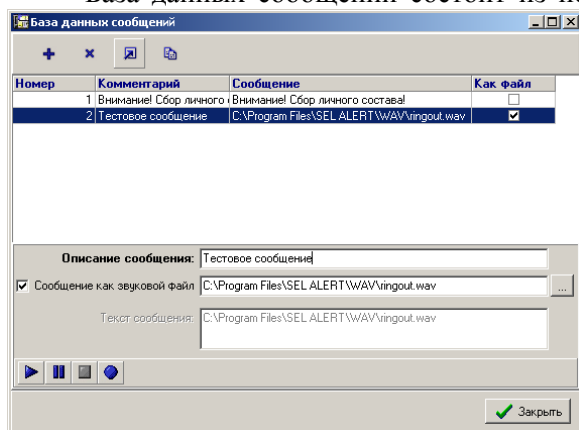 База данных сообщений состоит из
База данных сообщений
Номер Комментарий Сообщение Как файл
1 Внимание! Сбор личного Внимание! Сбор личного состава!
2 Тестовое сообщение C:\Program Files\SEL ALERT\WAV\ringout.wav
Описание сообщения: Тестовое сообщение
Сообщение как звуковой файл C:\Program Files\SEL ALERT\WAV\ringout.wav ...
Текст сообщения: C:\Program Files\SEL ALERT\WAV\ringout.wav
Закрыть